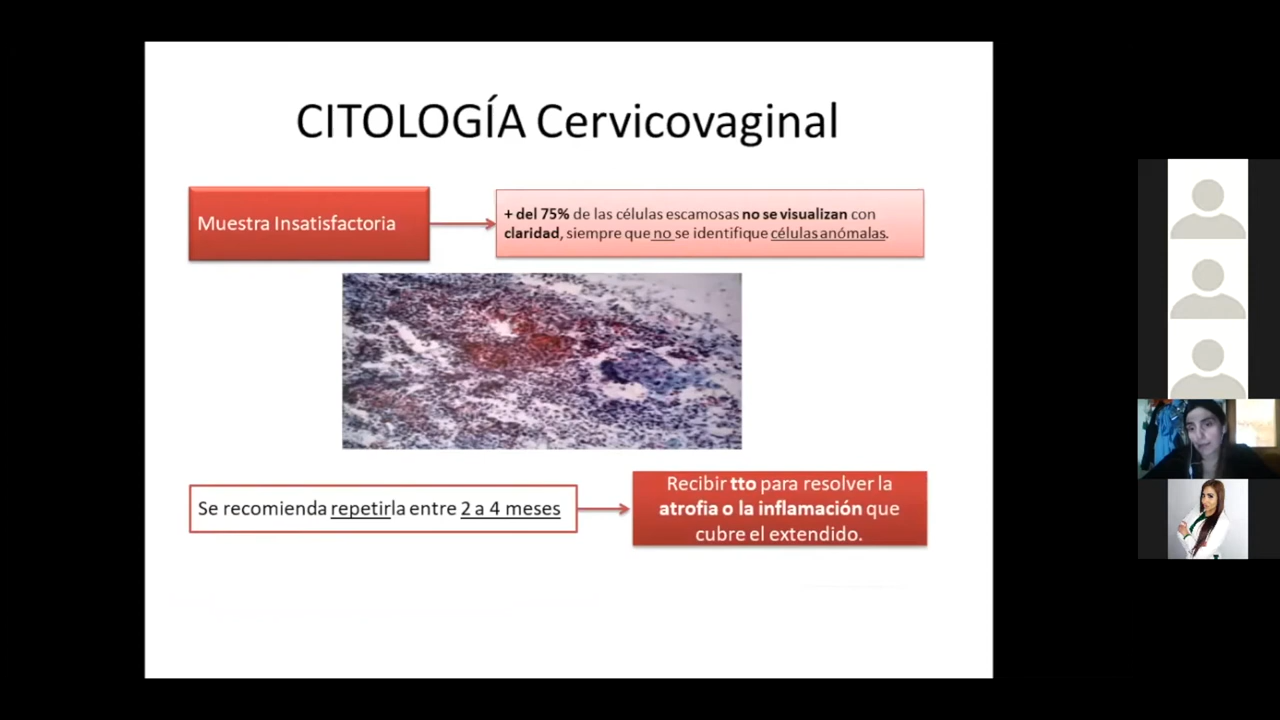 CITOLOGÍA Cervicovaginal
Muestra Insatisfactoria
+ del 75% de las células escamosas no se visualizan con
claridad, siempre que no se identifique células anómalas.
Se recomienda repetirla entre 2 a 4 meses
Recibir tto para resolver la
atrofia o la inflamación que
cubre el extendido.